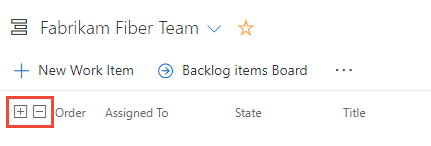 Fabrikam Fiber Team
New Work Item Backlog items Board
Order Assigned To State Title